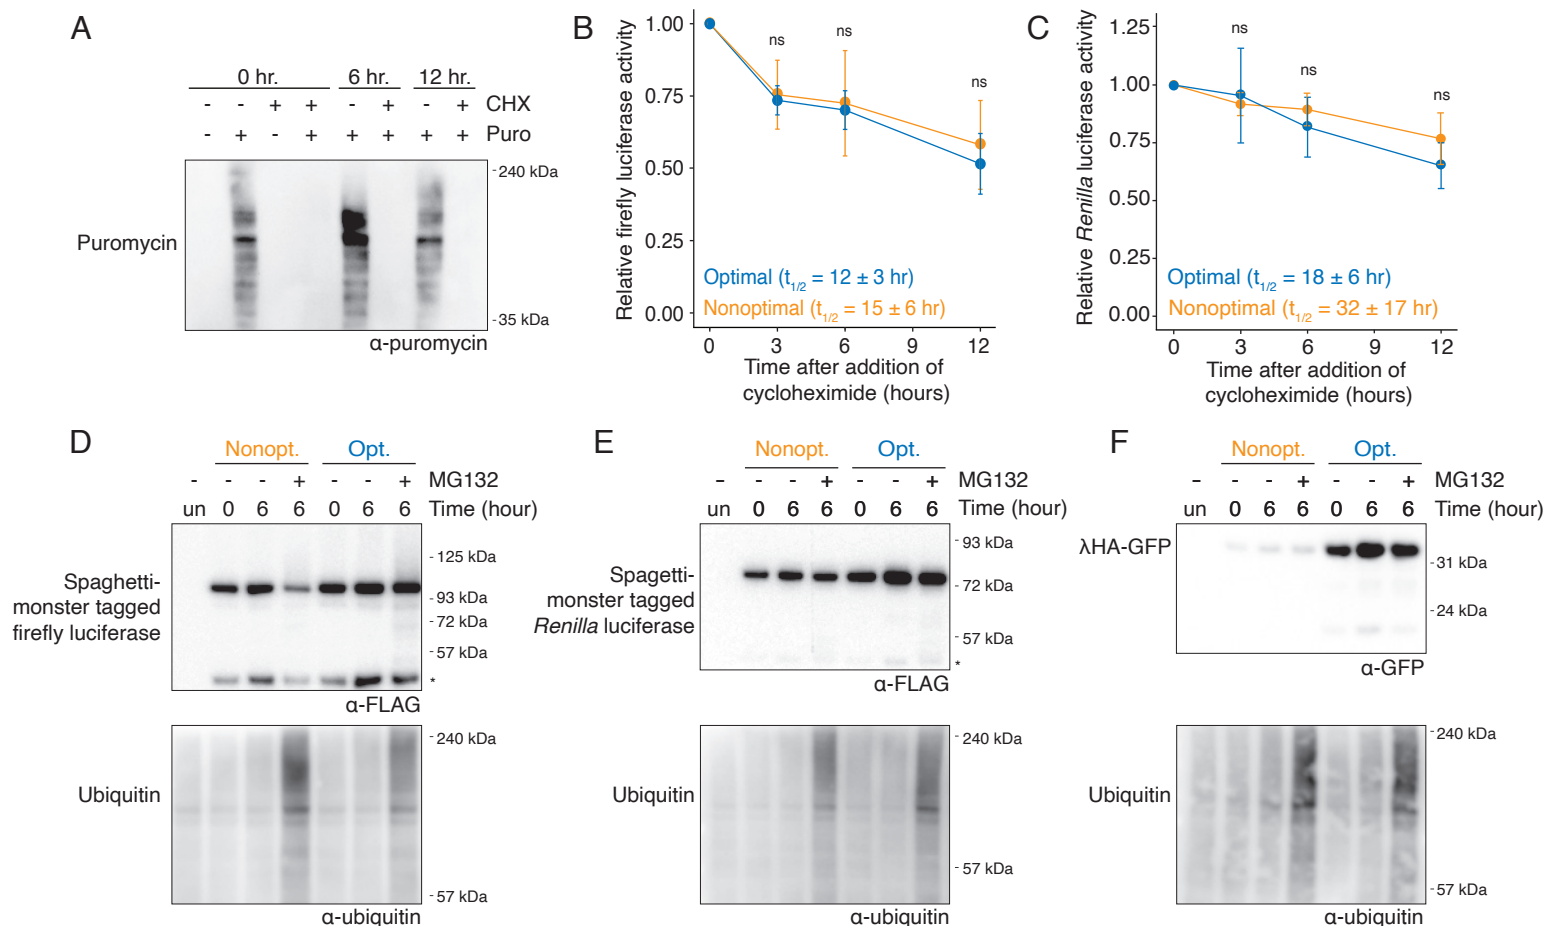 A
0 hr. 6 hr. 12 hr.
- - + + - + - + CHX
- + - + + + + + Puro
Puromycin
-240 kDa
-35 kDa
α-puromycin
B
Relative firefly luciferase activity
1.00
0.75
0.50
0.25
0.00
ns
ns
ns
Optimal (t1/2 = 12 ± 3 hr)
Nonoptimal (t1/2 = 15 ± 6 hr)
0 3 6 9 12
Time after addition of
cycloheximide (hours)
C
Relative Renilla luciferase activity
1.25
1.00
0.75
0.50
0.25
0.00
ns
ns
ns
Optimal (t1/2 = 18 ± 6 hr)
Nonoptimal (t1/2 = 32 ± 17 hr)
0 3 6 9 12
Time after addition of
cycloheximide (hours)
D
Nonopt. Opt.
- - - + - - + MG132
un 0 6 6 0 6 6 Time (hour)
Spaghetti-
monster tagged
firefly luciferase
-125 kDa
-93 kDa
-72 kDa
-57 kDa
*
α-FLAG
Ubiquitin
-240 kDa
-57 kDa
α-ubiquitin
E
Nonopt. Opt.
- - - + - - + MG132
un 0 6 6 0 6 6 Time (hour)
Spagetti-
monster tagged
Renilla luciferase
-93 kDa
-72 kDa
-57 kDa
*
α-FLAG
Ubiquitin
-240 kDa
-57 kDa
α-ubiquitin
F
Nonopt. Opt.
- - - + - - + MG132
un 0 6 6 0 6 6 Time (hour)
λHA-GFP
-31 kDa
-24 kDa
α-GFP
Ubiquitin
-240 kDa
-57 kDa
α-ubiquitin